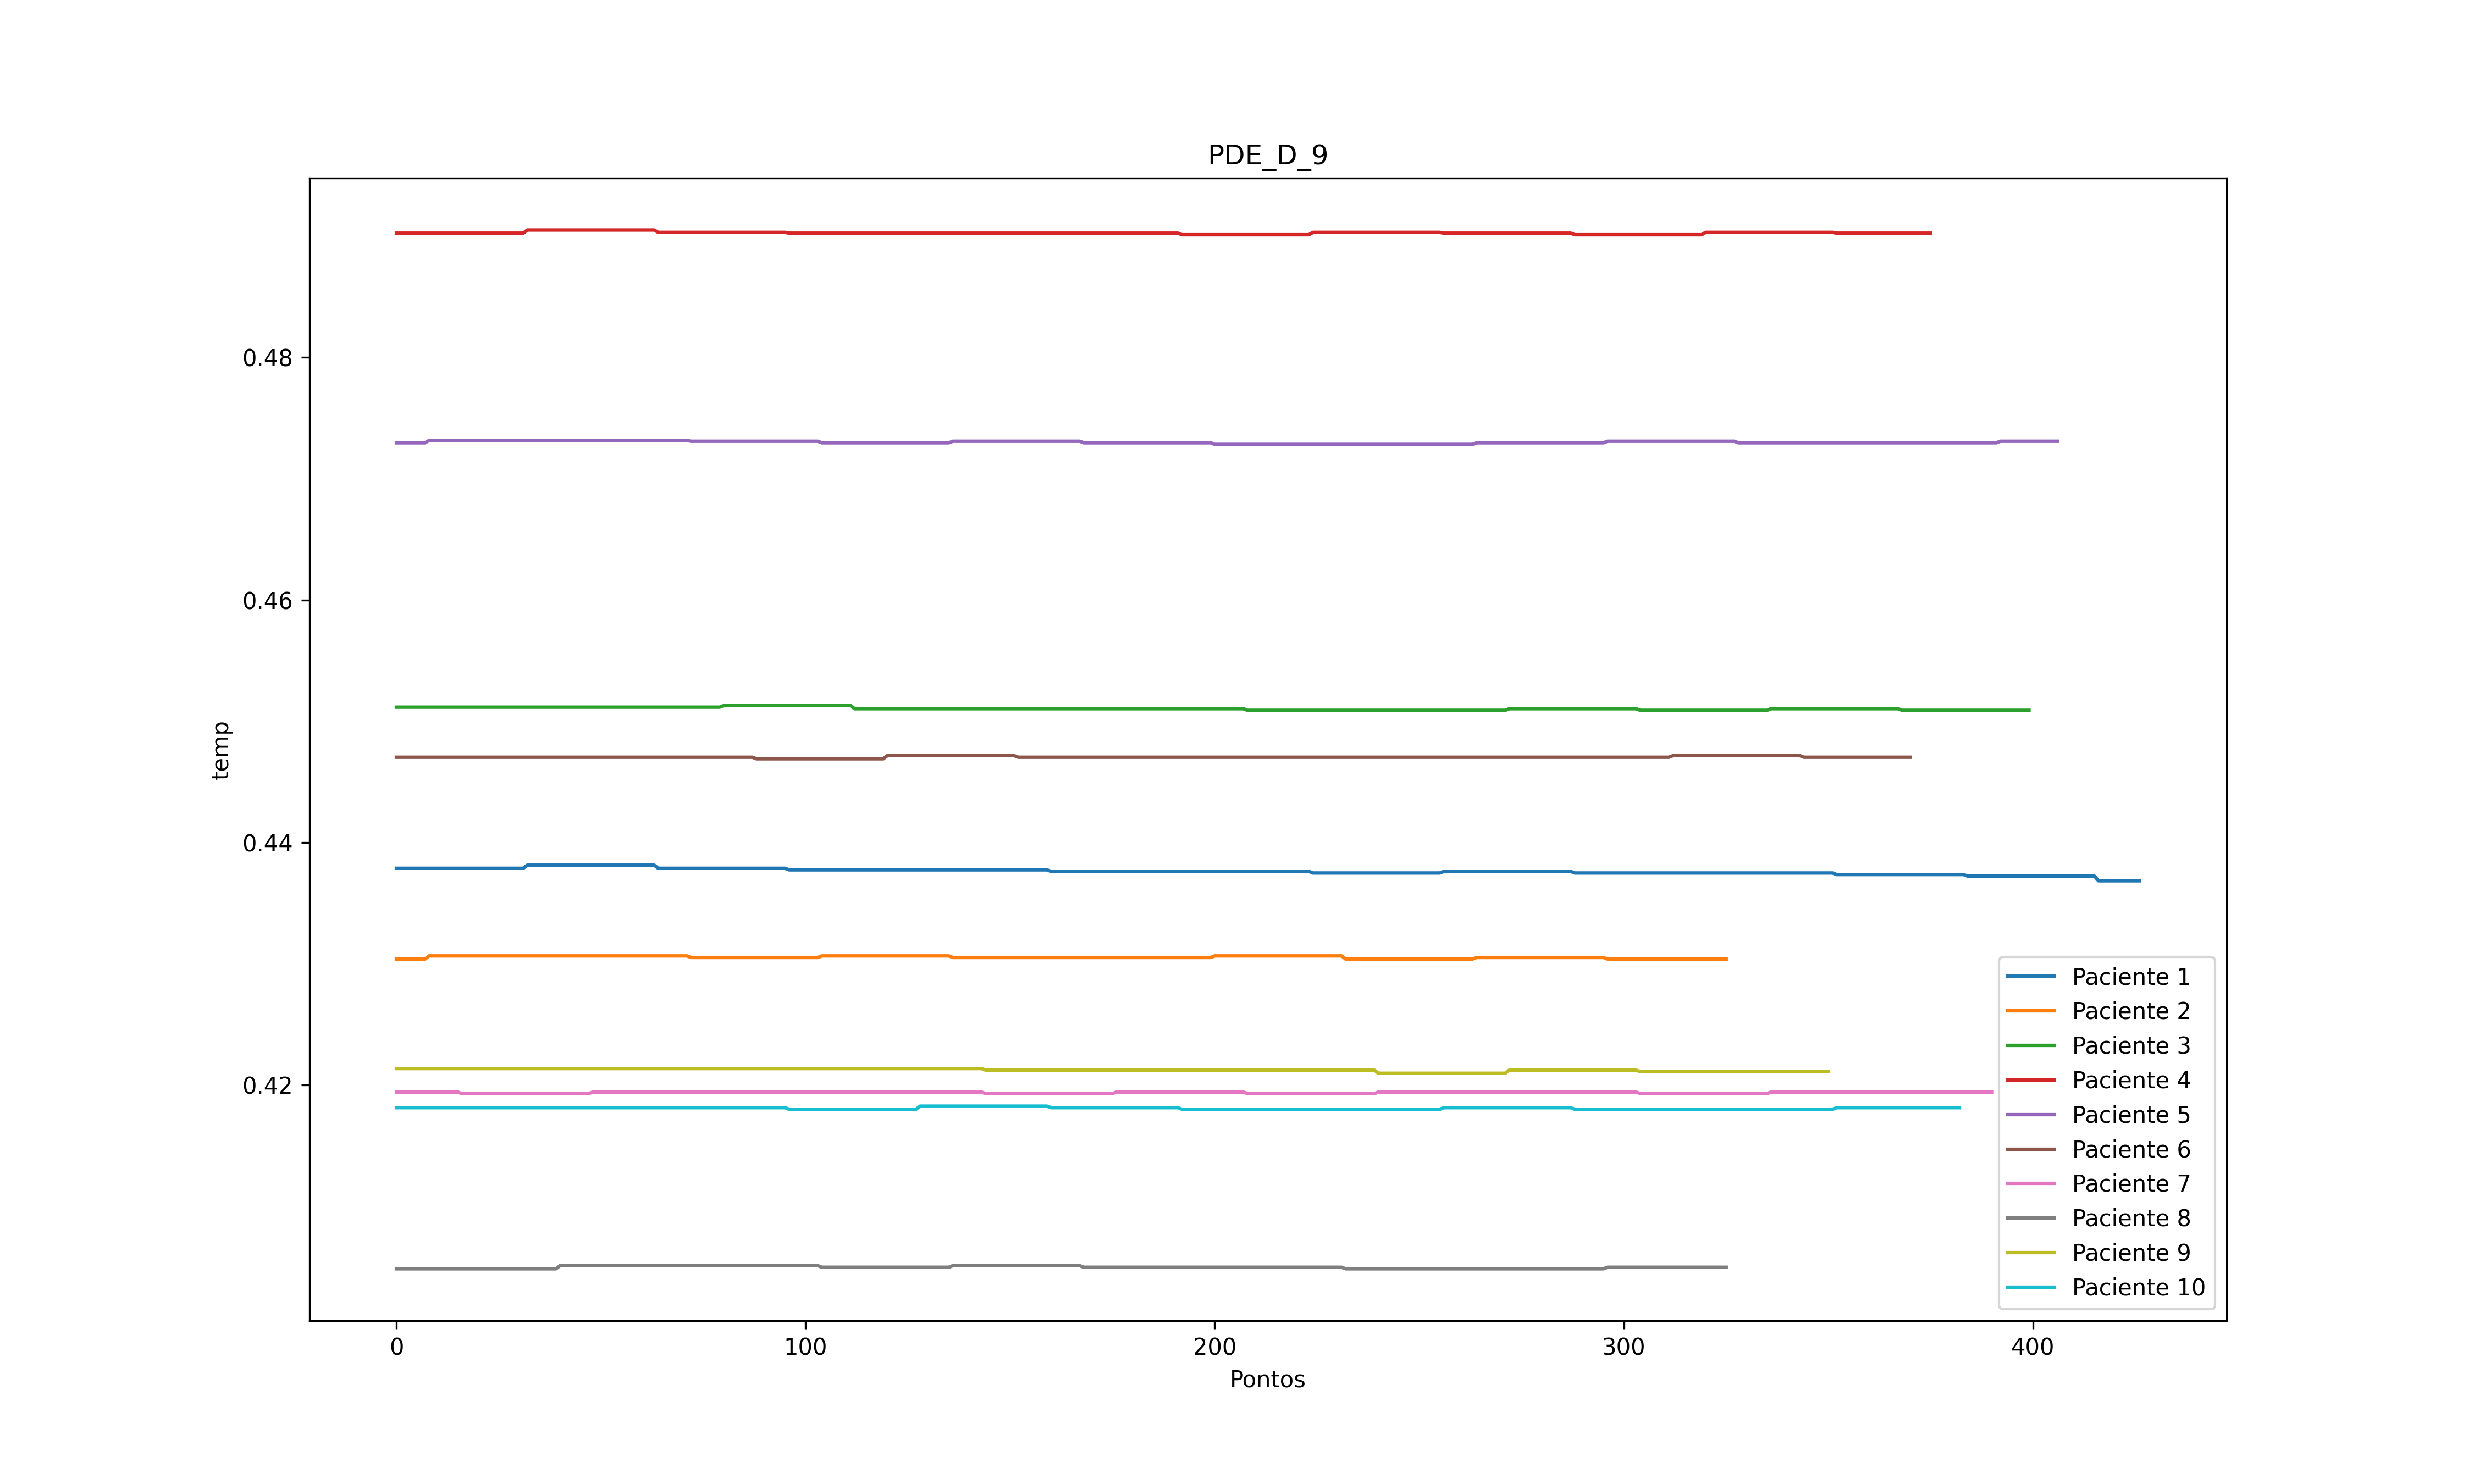 PDE_D_9
temp
0.48
0.46
0.44
0.42
0
100
200
300
400
Pontos
Paciente 1
Paciente 2
Paciente 3
Paciente 4
Paciente 5
Paciente 6
Paciente 7
Paciente 8
Paciente 9
Paciente 10